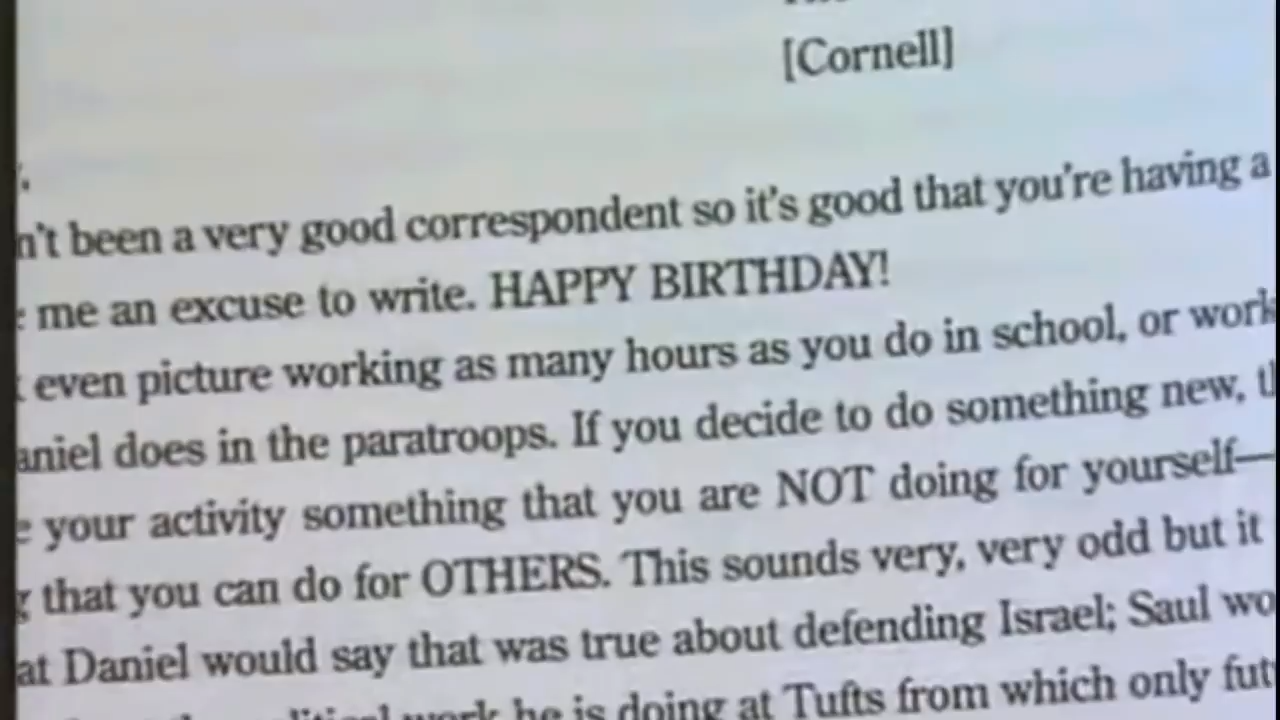 [Cornell]
n't been a very good correspondent so it's good that you're having a
me an excuse to write. HAPPY BIRTHDAY!
even picture working as many hours as you do in school, or work
aniel does in the paratroops. If you decide to do something new, th
your activity something that you are NOT doing for yourself—
g that you can do for OTHERS. This sounds very, very odd but it
at Daniel would say that was true about defending Israel; Saul wo
work he is doing at Tufts from which only fut